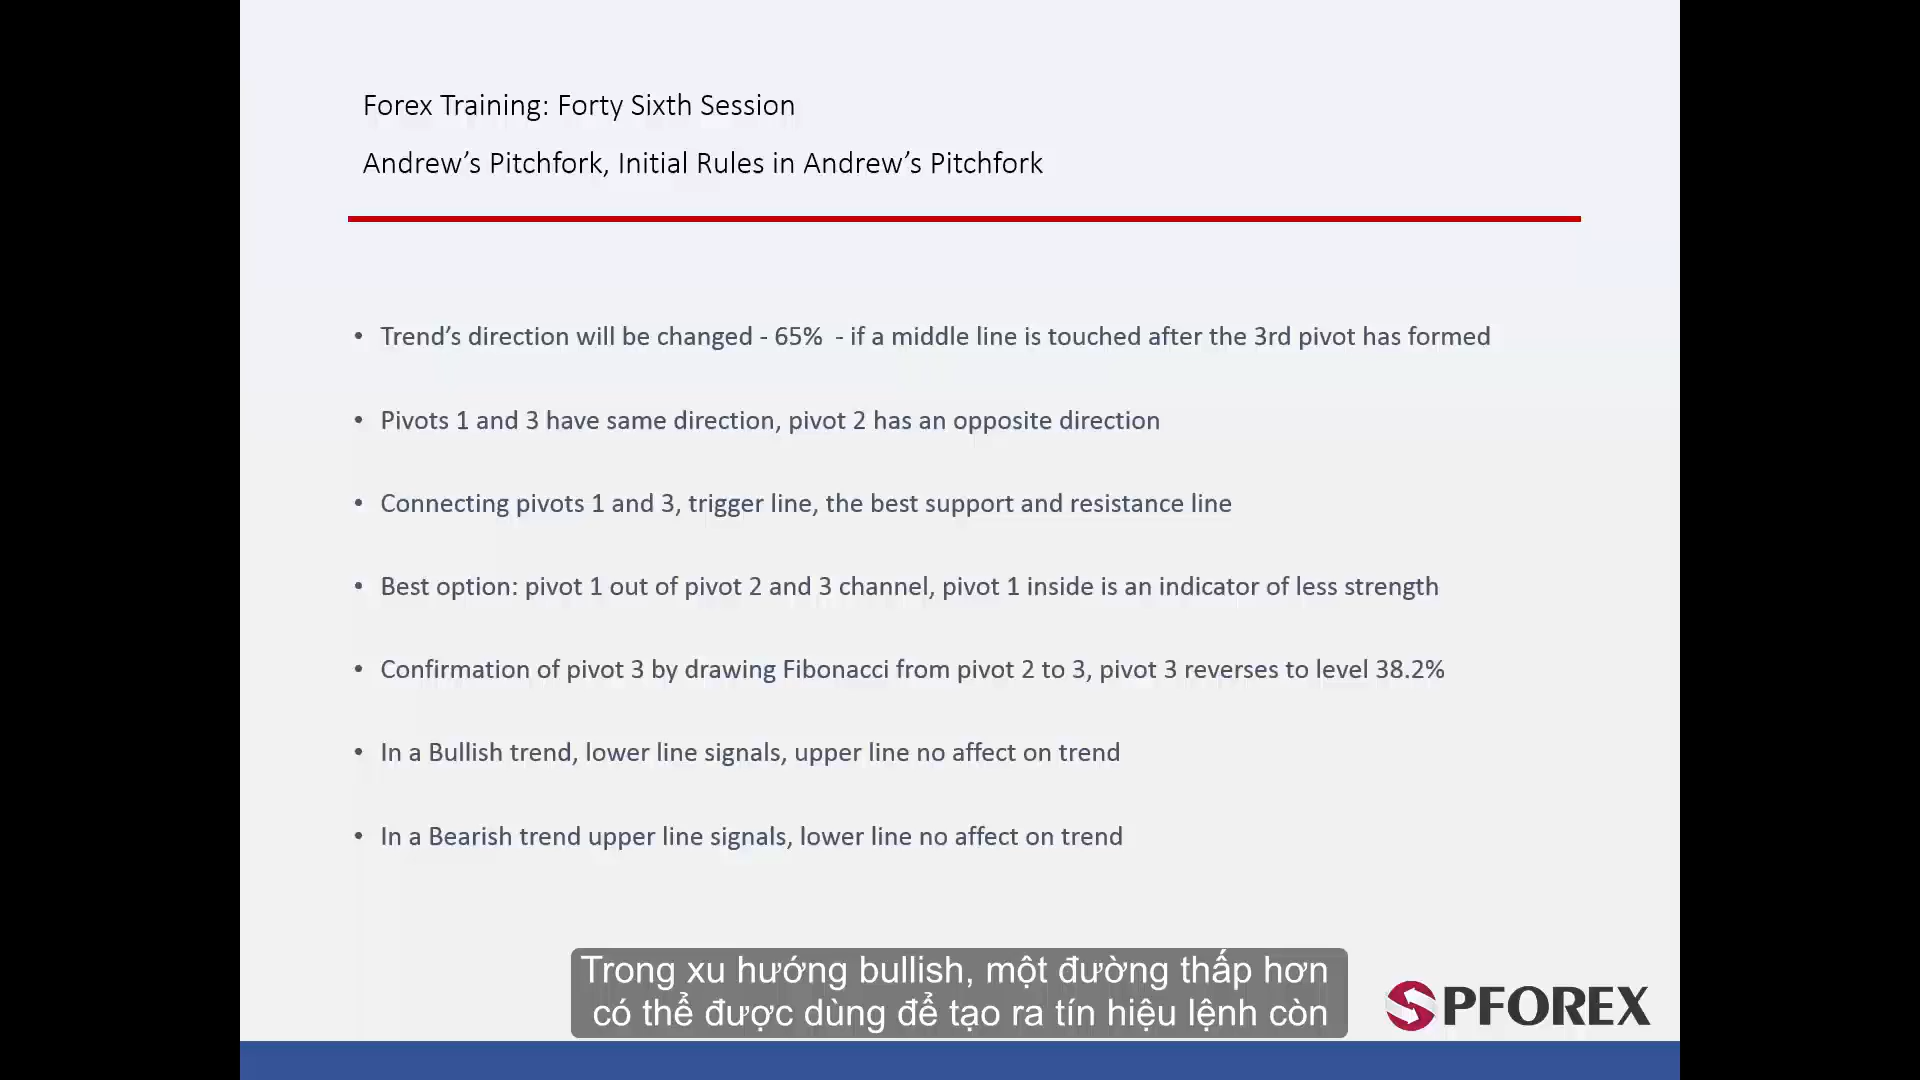 Forex Training: Forty Sixth Session
Andrew’s Pitchfork, Initial Rules in Andrew’s Pitchfork
• Trend’s direction will be changed - 65%  - if a middle line is touched after the 3rd pivot has formed
• Pivots 1 and 3 have same direction, pivot 2 has an opposite direction
• Connecting pivots 1 and 3, trigger line, the best support and resistance line
• Best option: pivot 1 out of pivot 2 and 3 channel, pivot 1 inside is an indicator of less strength
• Confirmation of pivot 3 by drawing Fibonacci from pivot 2 to 3, pivot 3 reverses to level 38.2%
• In a Bullish trend, lower line signals, upper line no affect on trend
• In a Bearish trend upper line signals, lower line no affect on trend
Trong xu hướng bullish, một đường thấp hơn
có thể được dùng để tạo ra tín hiệu lệnh còn
SPFOREX